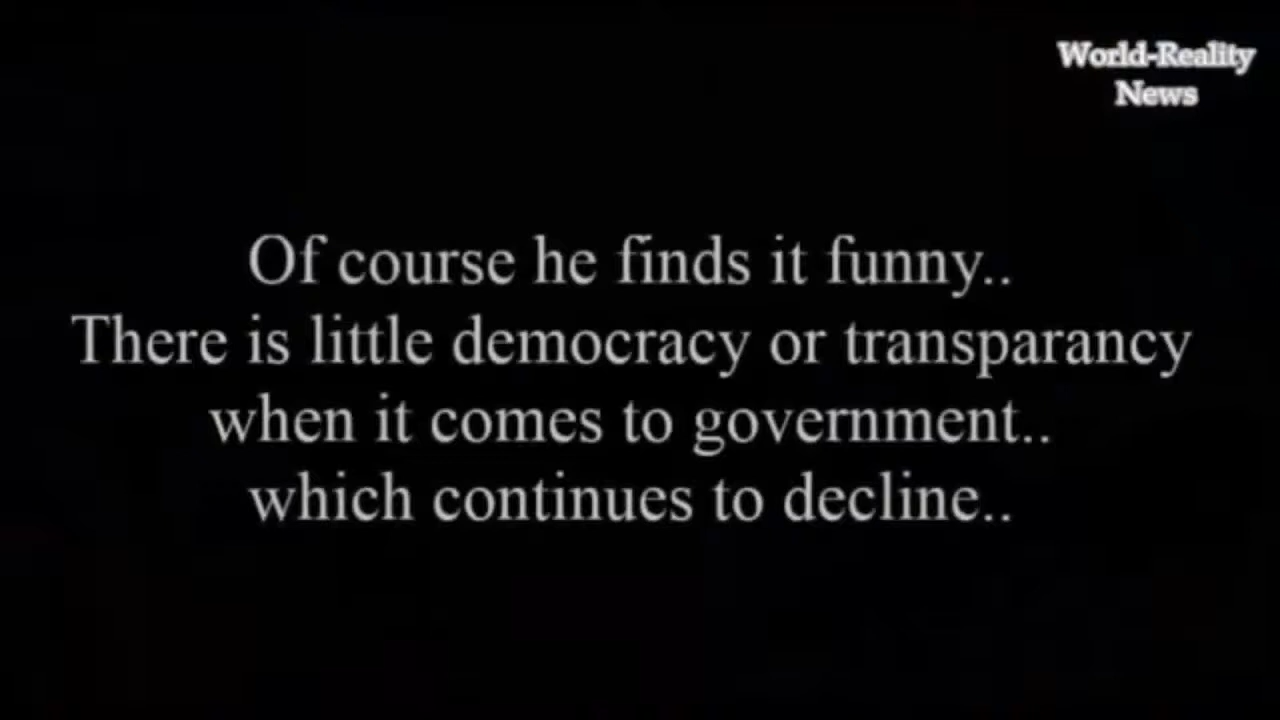 World-Reality
News
Of course he finds it funny..
There is little democracy or transparancy
when it comes to government..
which continues to decline..